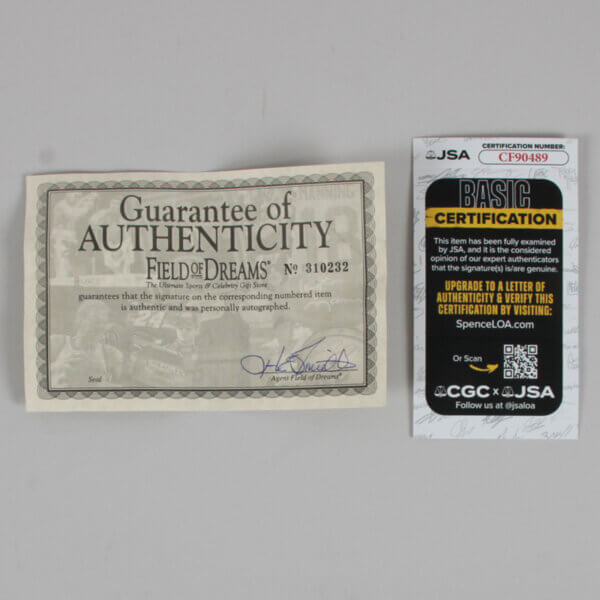 MANNING
Guarantee of
AUTHENTICITY
FIELD OF DREAMS® No 310232
The Ultimate Sports & Celebrity Gift Store
guarantees that the signature on the corresponding numbered item
is authentic and was personally autographed.
Seal
Agent Field of Dreams®
JSA
CERTIFICATION NUMBER:
CF90489
BASIC
CERTIFICATION
This item has been fully examined
by JSA, and it is the considered
opinion of our expert authenticators
that the signature(s) is/are genuine.
UPGRADE TO A LETTER OF
AUTHENTICITY & VERIFY THIS
CERTIFICATION BY VISITING:
SpenceLOA.com
Or Scan
CGC x JSA
Follow us at @jsaloa